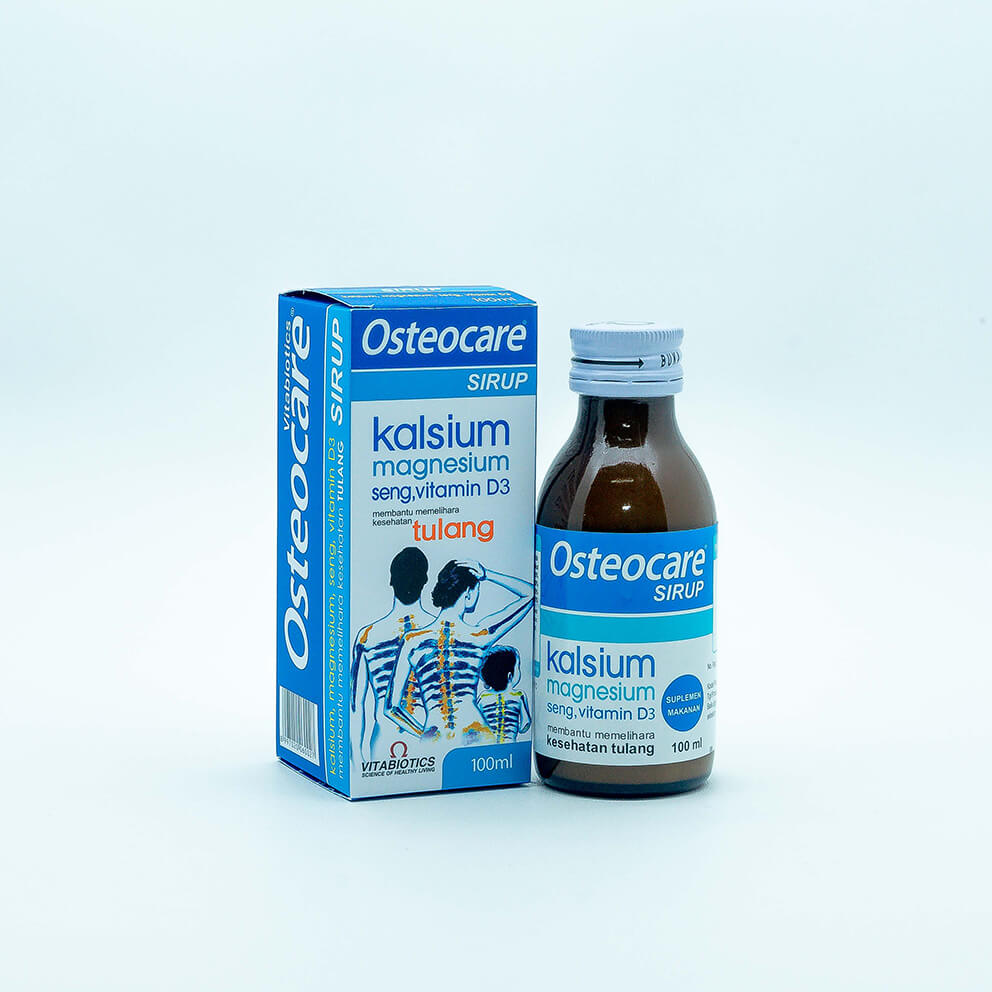 SIRUP
100ml
Vitabiotics
Osteocare®
SIRUP
kalsium, magnesium, seng, vitamin D3
membantu memelihara kesehatan TULANG
Osteocare®
SIRUP
kalsium
magnesium
seng,vitamin D3
membantu memelihara
kesehatan tulang
VITABIOTICS
SCIENCE OF HEALTHY LIVING
100ml
Osteocare®
SIRUP
kalsium
magnesium
seng,vitamin D3
membantu memelihara
kesehatan tulang
SUPLEMEN
MAKANAN
100 ml